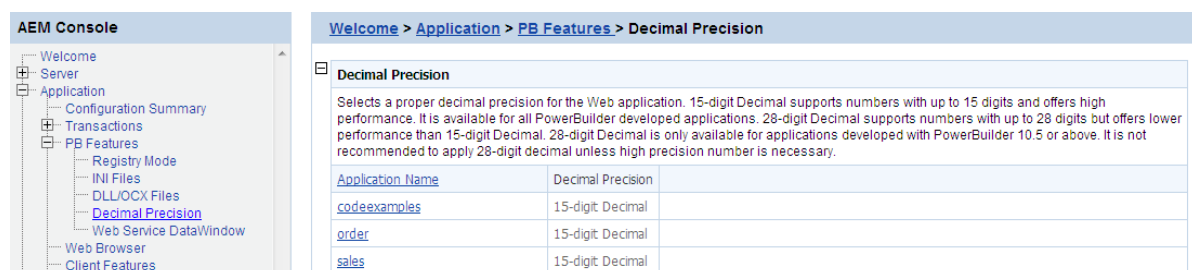 AEM Console
Welcome
Server
Application
Configuration Summary
Transactions
PB Features
Registry Mode
INI Files
DLL/OCX Files
Decimal Precision
Web Service DataWindow
Web Browser
Client Features
Welcome > Application > PB Features > Decimal Precision
Decimal Precision
Selects a proper decimal precision for the Web application. 15-digit Decimal supports numbers with up to 15 digits and offers high
performance. It is available for all PowerBuilder developed applications. 28-digit Decimal supports numbers with up to 28 digits but offers lower
performance than 15-digit Decimal. 28-digit Decimal is only available for applications developed with PowerBuilder 10.5 or above. It is not
recommended to apply 28-digit decimal unless high precision number is necessary.
Application Name Decimal Precision
codeexamples 15-digit Decimal
order 15-digit Decimal
sales 15-digit Decimal